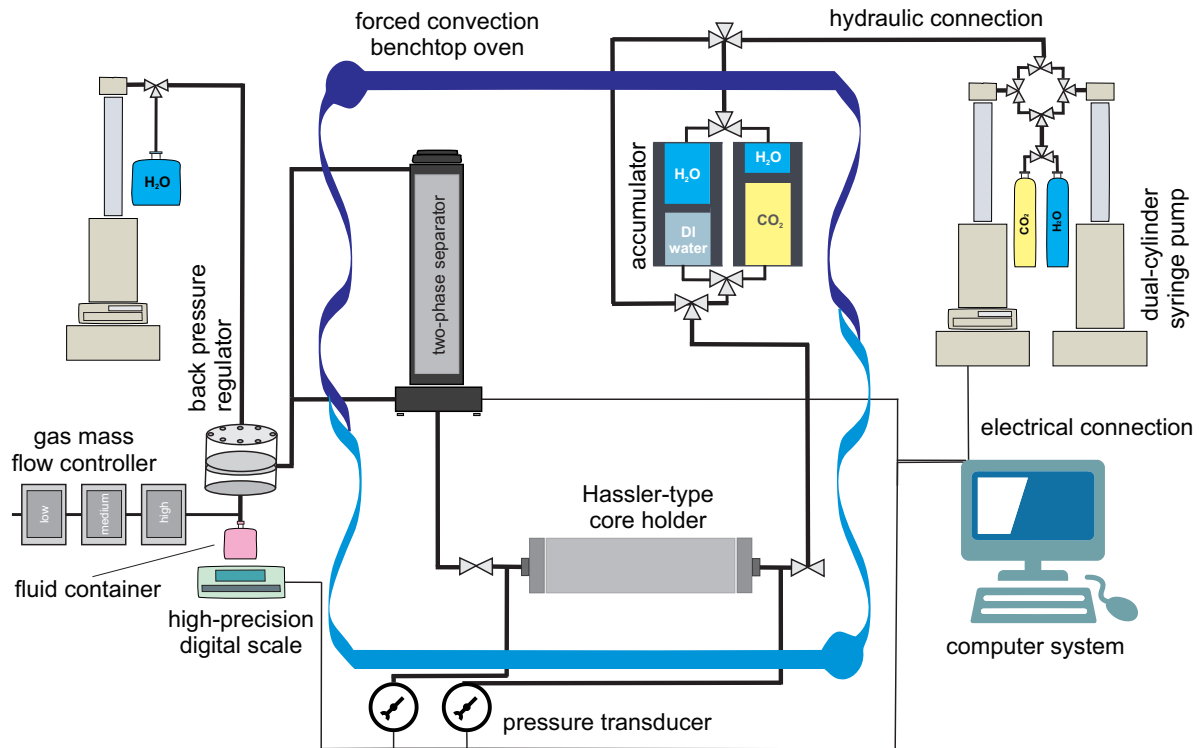 forced convection
benchtop oven
hydraulic connection
H₂O
accumulator
H₂O
DI
water
H₂O
CO₂
CO₂
H₂O
dual-cylinder
syringe pump
two-phase separator
back pressure
regulator
gas mass
flow controller
low
medium
high
fluid container
high-precision
digital scale
Hassler-type
core holder
electrical connection
computer system
pressure transducer